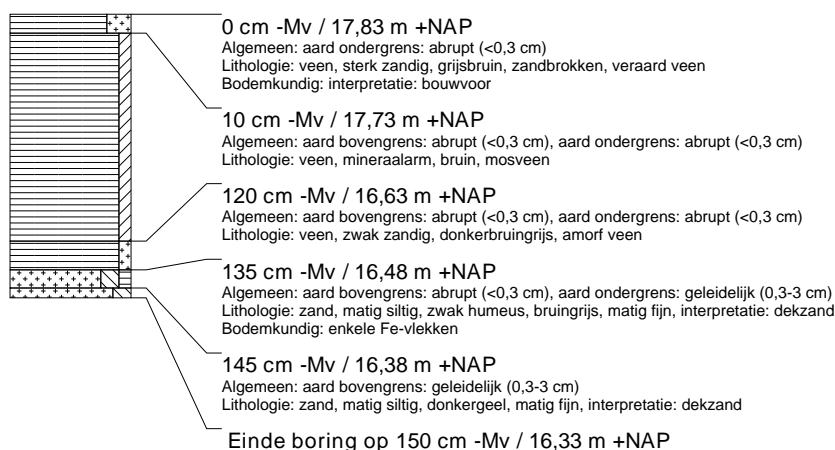 0 cm -Mv / 17,83 m +NAP
Algemeen: aard ondergrens: abrupt (<0,3 cm)
Lithologie: veen, sterk zandig, grijsbruin, zandbrokken, veraard veen
Bodemkundig: interpretatie: bouwvoor
10 cm -Mv / 17,73 m +NAP
Algemeen: aard bovengrens: abrupt (<0,3 cm), aard ondergrens: abrupt (<0,3 cm)
Lithologie: veen, mineraalarm, bruin, mosveen
120 cm -Mv / 16,63 m +NAP
Algemeen: aard bovengrens: abrupt (<0,3 cm), aard ondergrens: abrupt (<0,3 cm)
Lithologie: veen, zwak zandig, donkerbruingrijs, amorf veen
135 cm -Mv / 16,48 m +NAP
Algemeen: aard bovengrens: abrupt (<0,3 cm), aard ondergrens: geleidelijk (0,3-3 cm)
Lithologie: zand, matig siltig, zwak humeus, bruingrijs, matig fijn, interpretatie: dekzand
Bodemkundig: enkele Fe-vlekken
145 cm -Mv / 16,38 m +NAP
Algemeen: aard bovengrens: geleidelijk (0,3-3 cm)
Lithologie: zand, matig siltig, donkergeel, matig fijn, interpretatie: dekzand
Einde boring op 150 cm -Mv / 16,33 m +NAP